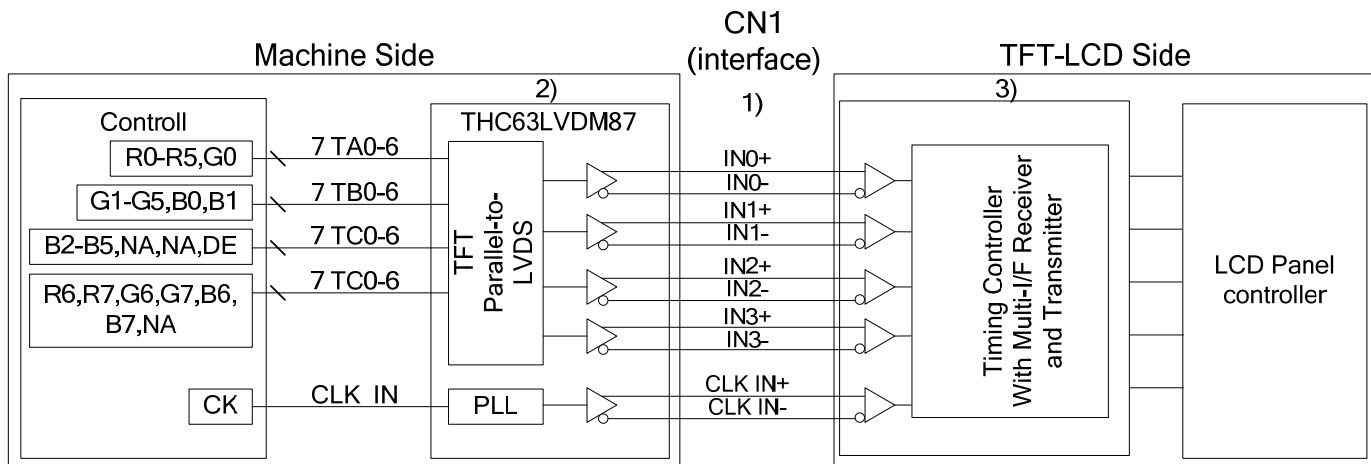 CN1
(interface)
1)
Machine Side
TFT-LCD Side
Controll
R0-R5,G0
G1-G5,B0,B1
B2-B5,NA,NA,DE
R6,R7,G6,G7,B6,
B7,NA
CK
7 TA0-6
7 TB0-6
7 TC0-6
7 TC0-6
CLK IN
2)
THC63LVDM87
TFT
Parallel-to-
LVDS
PLL
IN0+
IN0-
IN1+
IN1-
IN2+
IN2-
IN3+
IN3-
CLK IN+
CLK IN-
3)
Timing Controller
With Multi-I/F Receiver
and Transmitter
LCD Panel
controller